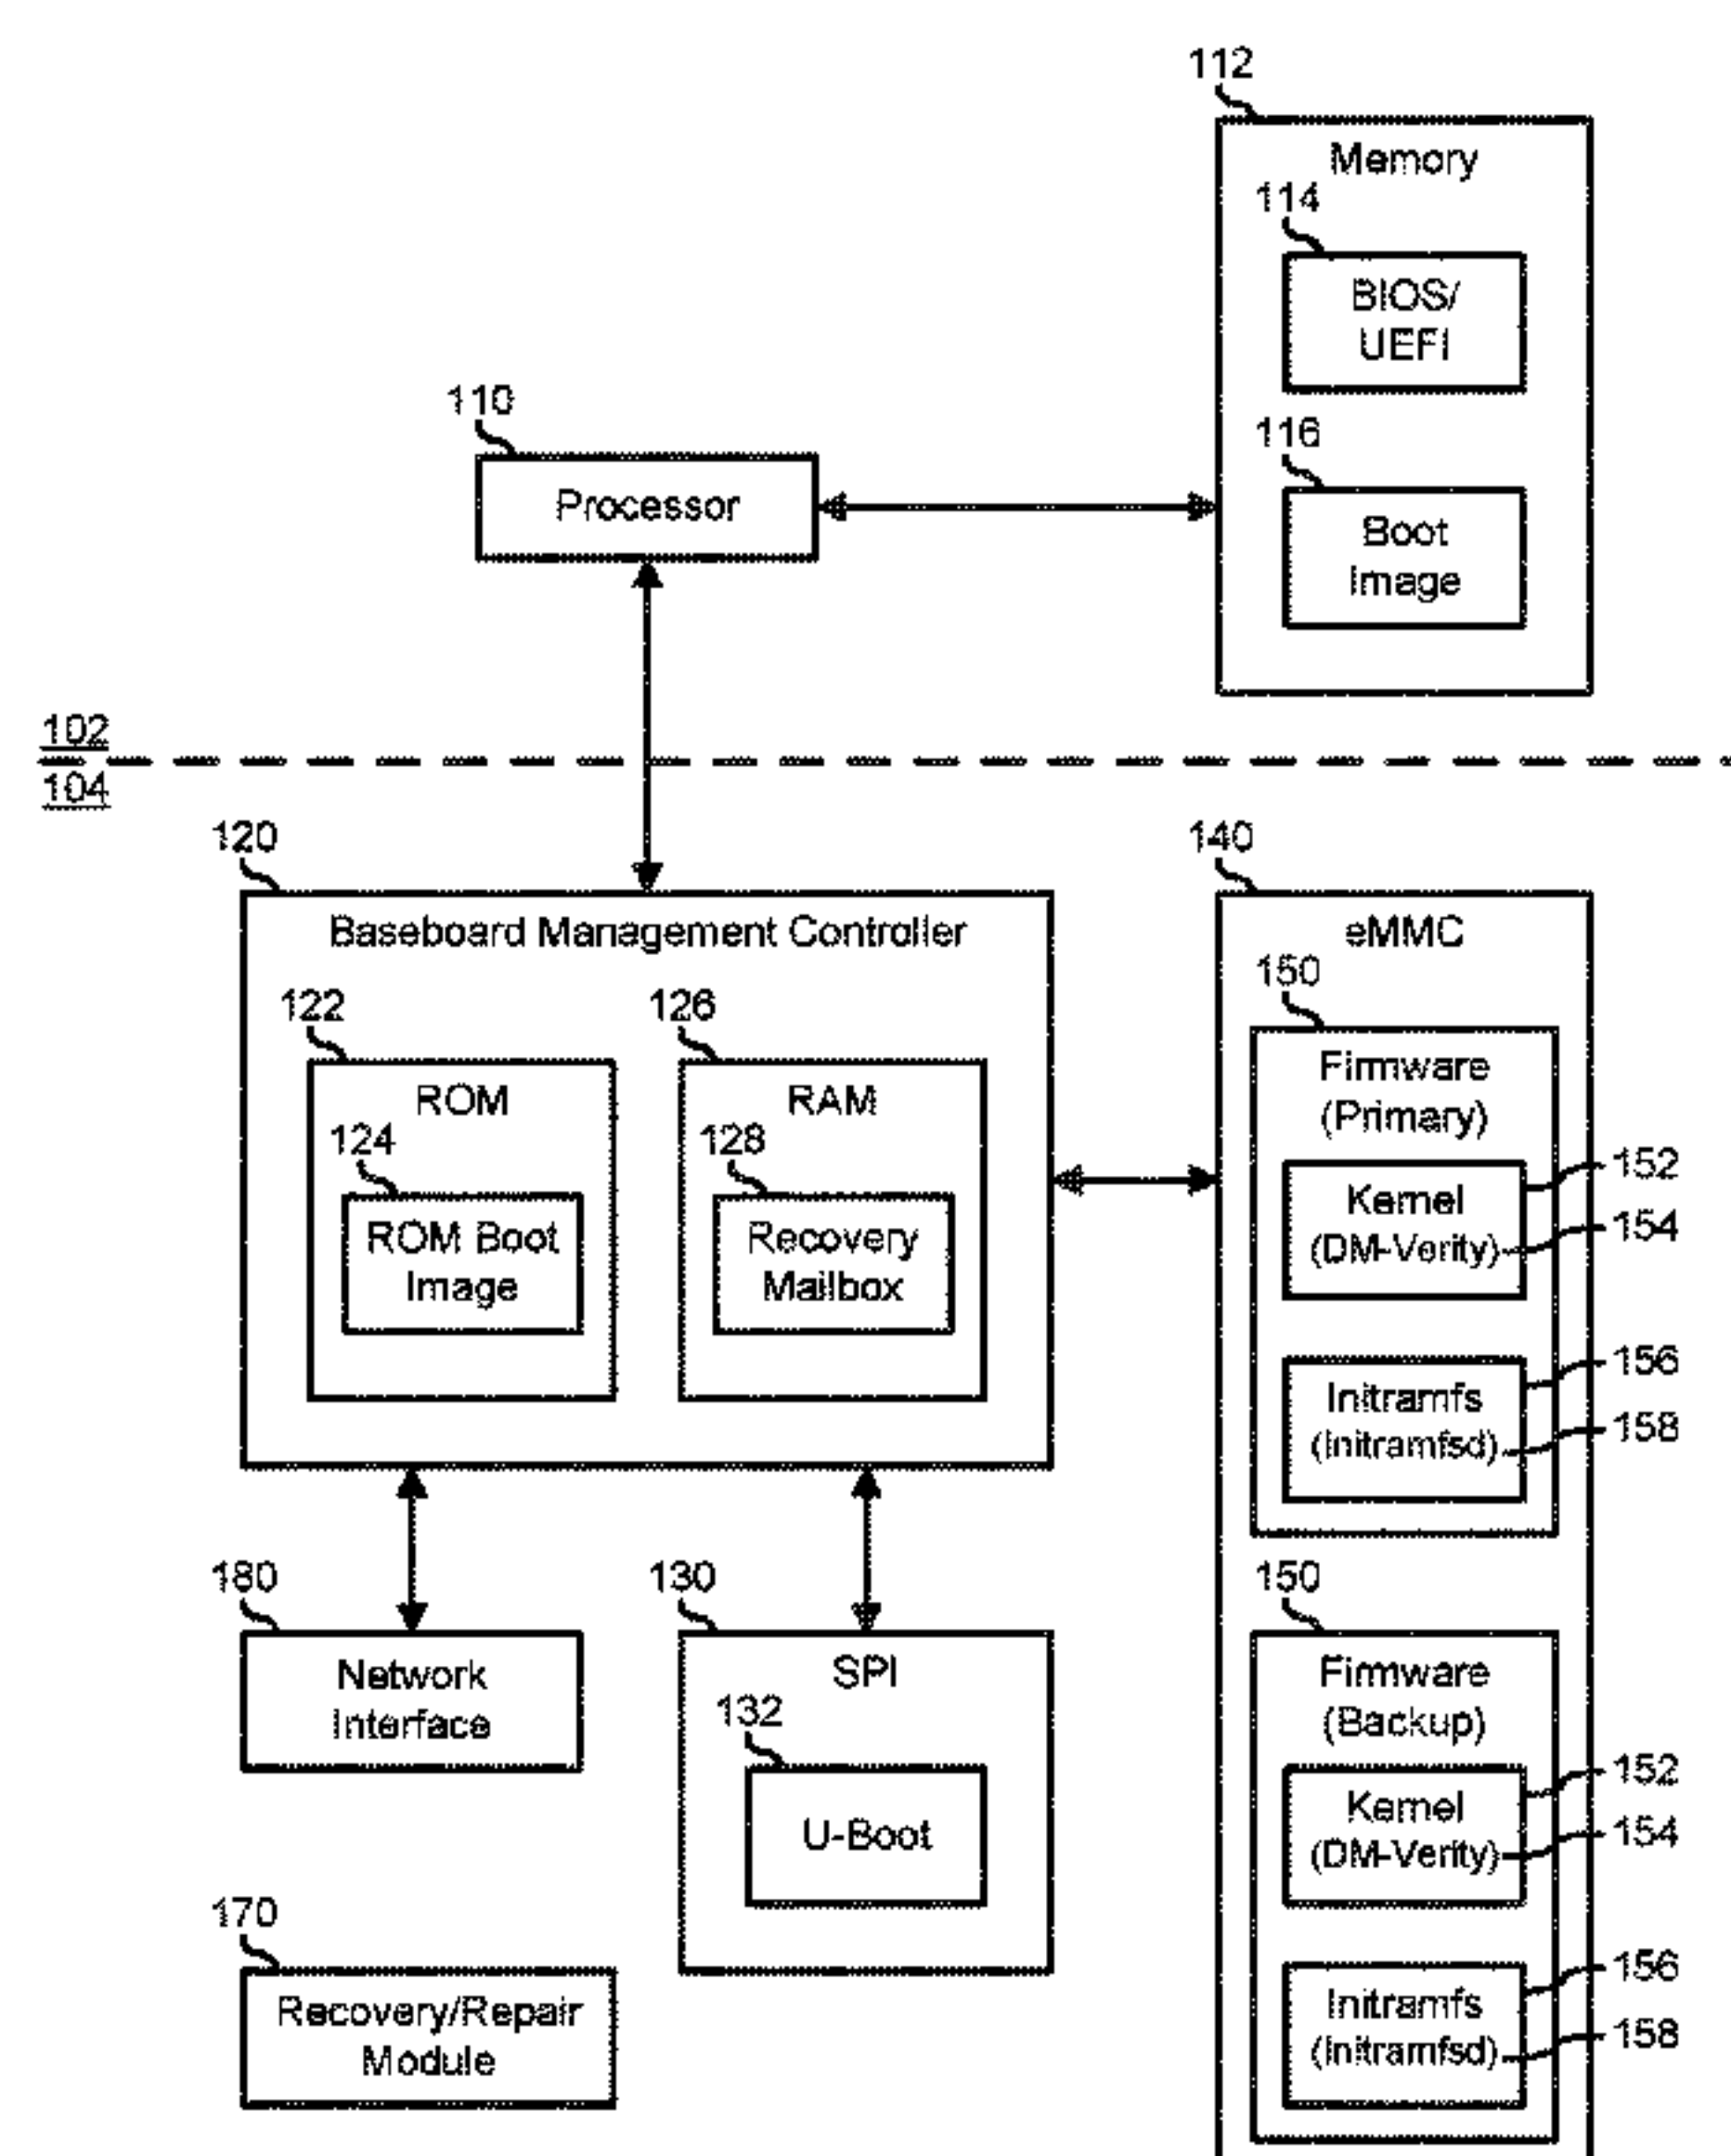 112
Memory
114
BIOS/
UEFI
110
Processor
116
Boot
Image
102
104
120
Baseboard Management Controller
122
ROM
124
ROM Boot
Image
126
RAM
128
Recovery
Mailbox
140
eMMC
150
Firmware
(Primary)
Kernel
(DM-Verity)
152
154
Initramfs
(Initramfsd)
156
158
180
Network
Interface
130
SPI
132
U-Boot
150
Firmware
(Backup)
Kernel
(DM-Verity)
152
154
Initramfs
(Initramfsd)
156
158
170
Recovery/Repair
Module